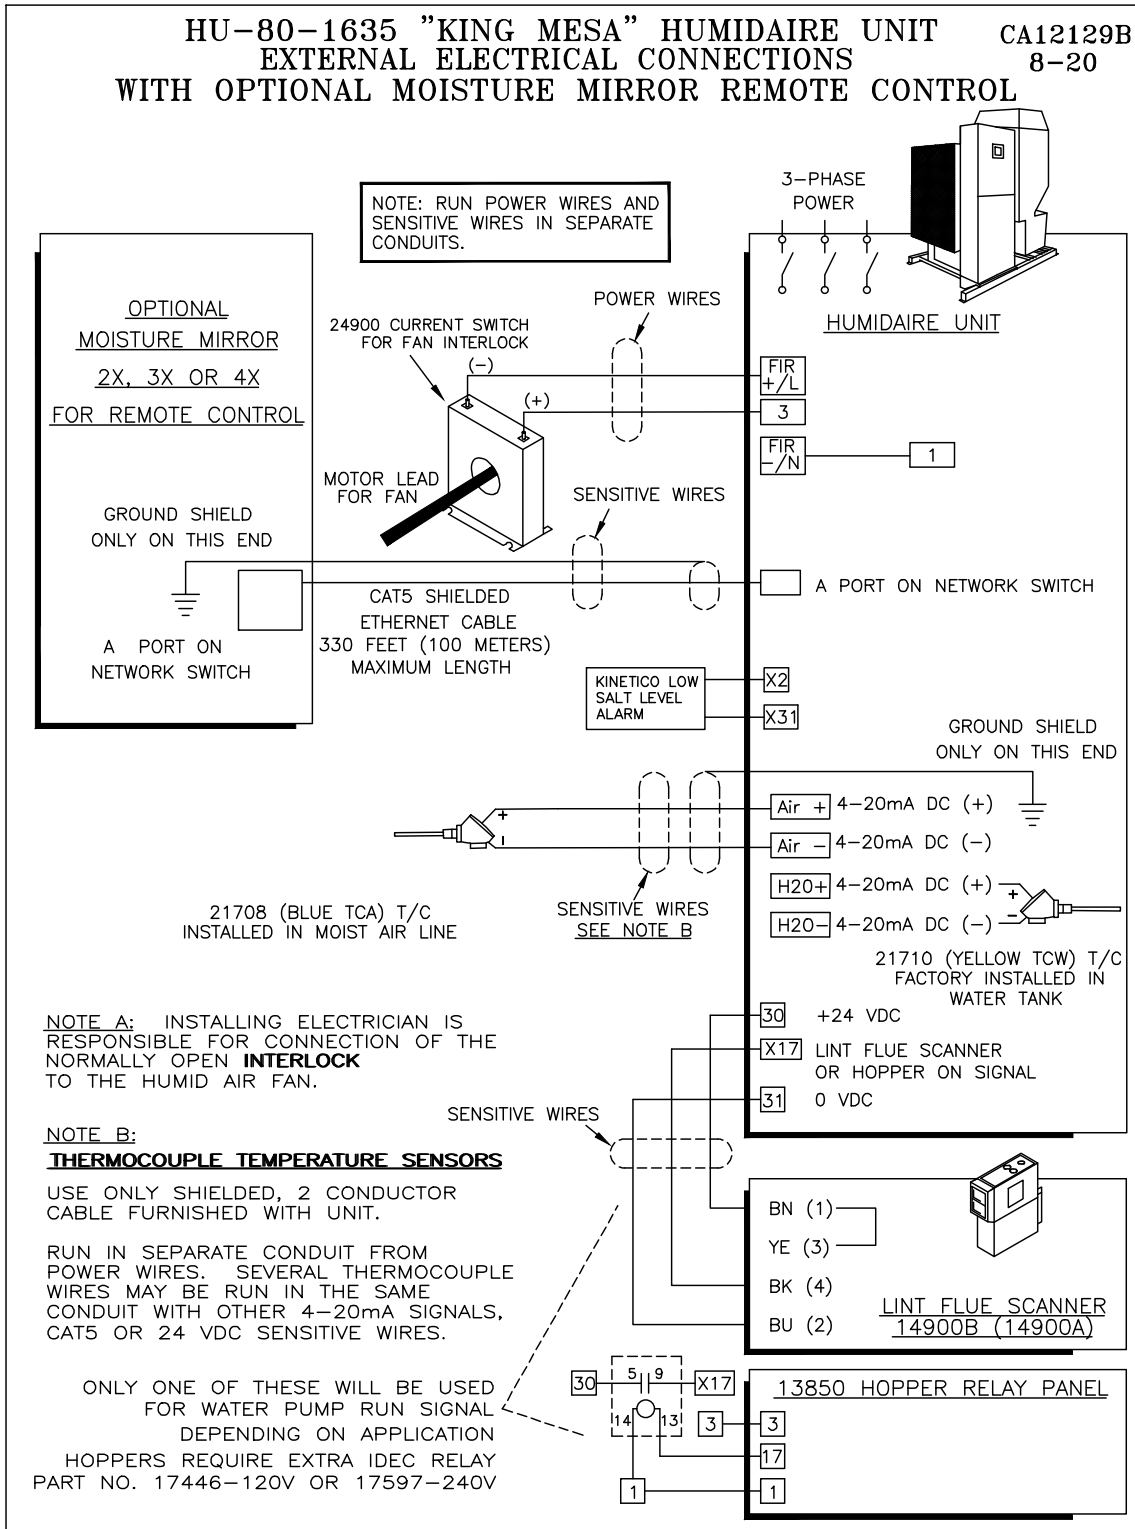 HU-80-1635 "KING MESA" HUMIDAIRE UNIT
EXTERNAL ELECTRICAL CONNECTIONS
WITH OPTIONAL MOISTURE MIRROR REMOTE CONTROL
CA12129B
8-20
NOTE: RUN POWER WIRES AND
SENSITIVE WIRES IN SEPARATE
CONDUITS.
3-PHASE
POWER
HUMIDAIRE UNIT
OPTIONAL
MOISTURE MIRROR
2X, 3X OR 4X
FOR REMOTE CONTROL
24900 CURRENT SWITCH
FOR FAN INTERLOCK
POWER WIRES
(-)
(+)
FIR
+/L
3
FIR
-/N
1
MOTOR LEAD
FOR FAN
SENSITIVE WIRES
GROUND SHIELD
ONLY ON THIS END
A PORT ON
NETWORK SWITCH
CAT5 SHIELDED
ETHERNET CABLE
330 FEET (100 METERS)
MAXIMUM LENGTH
A PORT ON NETWORK SWITCH
KINETICO LOW
SALT LEVEL
ALARM
X2
X31
GROUND SHIELD
ONLY ON THIS END
+
-
Air + 4-20mA DC (+)
Air - 4-20mA DC (-)
H20+ 4-20mA DC (+)
H20- 4-20mA DC (-)
+
-
21708 (BLUE TCA) T/C
INSTALLED IN MOIST AIR LINE
SENSITIVE WIRES
SEE NOTE B
21710 (YELLOW TCW) T/C
FACTORY INSTALLED IN
WATER TANK
30 +24 VDC
X17 LINT FLUE SCANNER
OR HOPPER ON SIGNAL
31 0 VDC
NOTE A: INSTALLING ELECTRICIAN IS
RESPONSIBLE FOR CONNECTION OF THE
NORMALLY OPEN INTERLOCK
TO THE HUMID AIR FAN.
SENSITIVE WIRES
NOTE B:
THERMOCOUPLE TEMPERATURE SENSORS
USE ONLY SHIELDED, 2 CONDUCTOR
CABLE FURNISHED WITH UNIT.
RUN IN SEPARATE CONDUIT FROM
POWER WIRES. SEVERAL THERMOCOUPLE
WIRES MAY BE RUN IN THE SAME
CONDUIT WITH OTHER 4-20mA SIGNALS,
CAT5 OR 24 VDC SENSITIVE WIRES.
BN (1)
YE (3)
BK (4)
BU (2)
LINT FLUE SCANNER
14900B (14900A)
ONLY ONE OF THESE WILL BE USED
FOR WATER PUMP RUN SIGNAL
DEPENDING ON APPLICATION
HOPPERS REQUIRE EXTRA IDEC RELAY
PART NO. 17446-120V OR 17597-240V
30
5
9
X17
14
13
13850 HOPPER RELAY PANEL
3
3
17
1
1